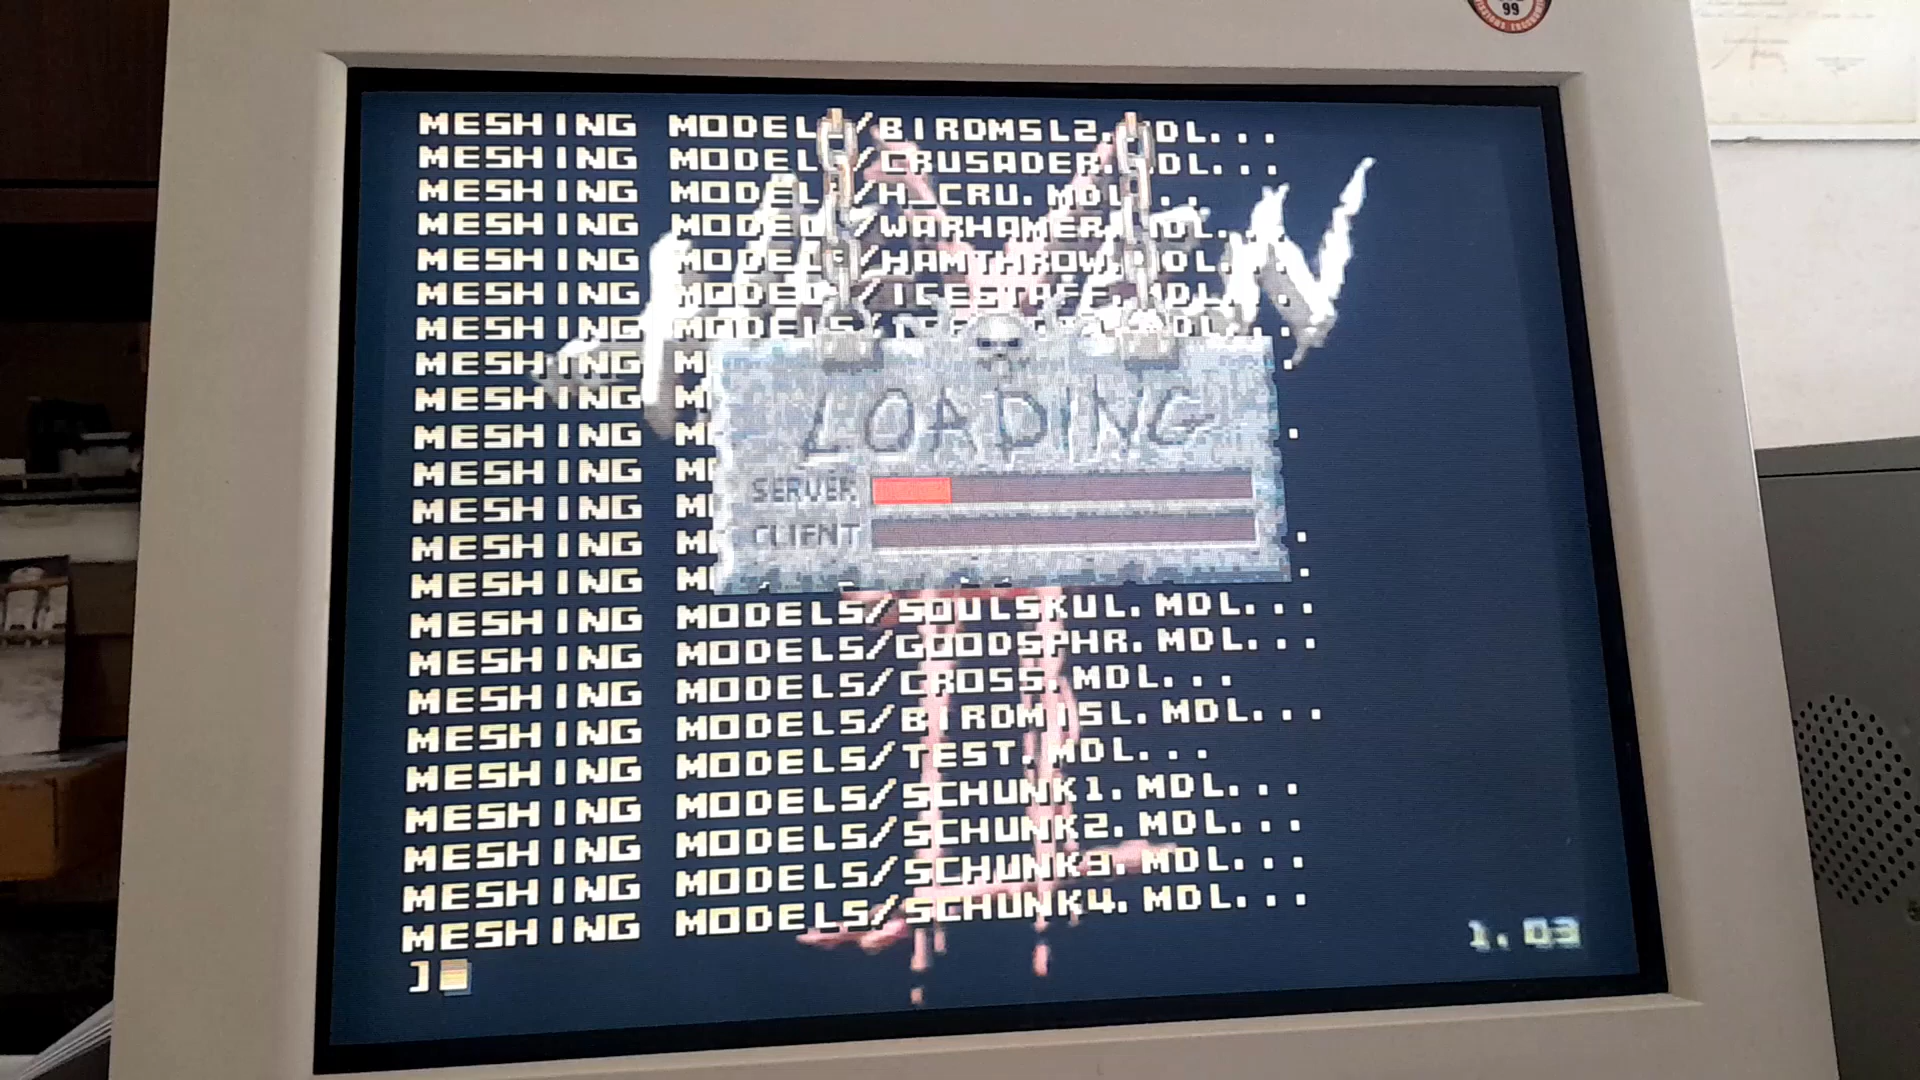 99
MESHING MODELS/BIRDMSL2.MDL...
MESHING MODELS/CRUSADER.MDL...
MESHING MODELS/H_CRU.MDL...
MESHING MODELS/WARHAMER.MDL...
MESHING MODELS/HAMTHROW.MDL...
MESHING MODELS/ICESTAFF.MDL...
MESHING MODELS/
MESHING
MESHING
MESHING
MESHING
MESHING
MESHING
MESHING
LOADING
SERVER
CLIENT
MESHING MODELS/SOULSKUL.MDL...
MESHING MODELS/GOODSPHR.MDL...
MESHING MODELS/CROSS.MDL...
MESHING MODELS/BIRDMISL.MDL...
MESHING MODELS/TEST.MDL...
MESHING MODELS/SCHUNK1.MDL...
MESHING MODELS/SCHUNK2.MDL...
MESHING MODELS/SCHUNK3.MDL...
MESHING MODELS/SCHUNK4.MDL...
]
1.03